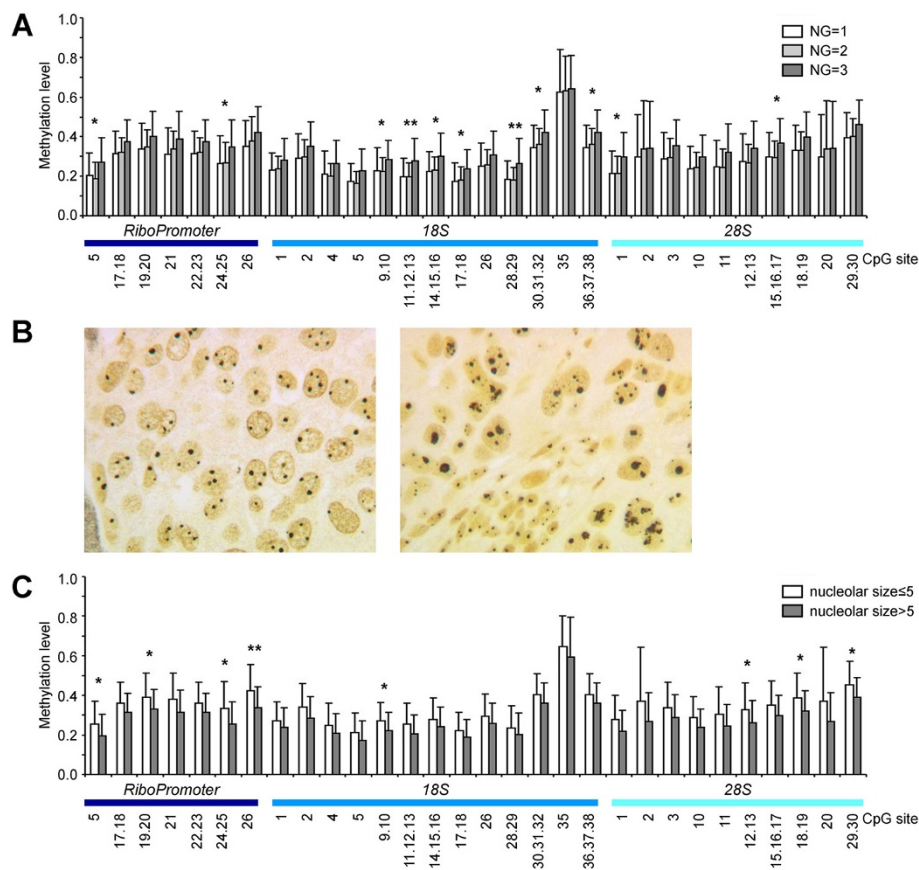 A
Methylation level
1.0
0.8
0.6
0.4
0.2
0.0
NG=1
NG=2
NG=3
* * * ** * * ** * * * *
RiboPromoter 18S 28S
5 17.18 19.20 21 22.23 24.25 26 1 2 4 5 9.10 11.12.13 14.15.16 17.18 26 28.29 30.31.32 35 36.37.38 1 2 3 10 11 12.13 15.16.17 18.19 20 29.30 CpG site
B
C
Methylation level
1.0
0.8
0.6
0.4
0.2
0.0
nucleolar size≤5
nucleolar size>5
* * * ** * * * *
RiboPromoter 18S 28S
5 17.18 19.20 21 22.23 24.25 26 1 2 4 5 9.10 11.12.13 14.15.16 17.18 26 28.29 30.31.32 35 36.37.38 1 2 3 10 11 12.13 15.16.17 18.19 20 29.30 CpG site